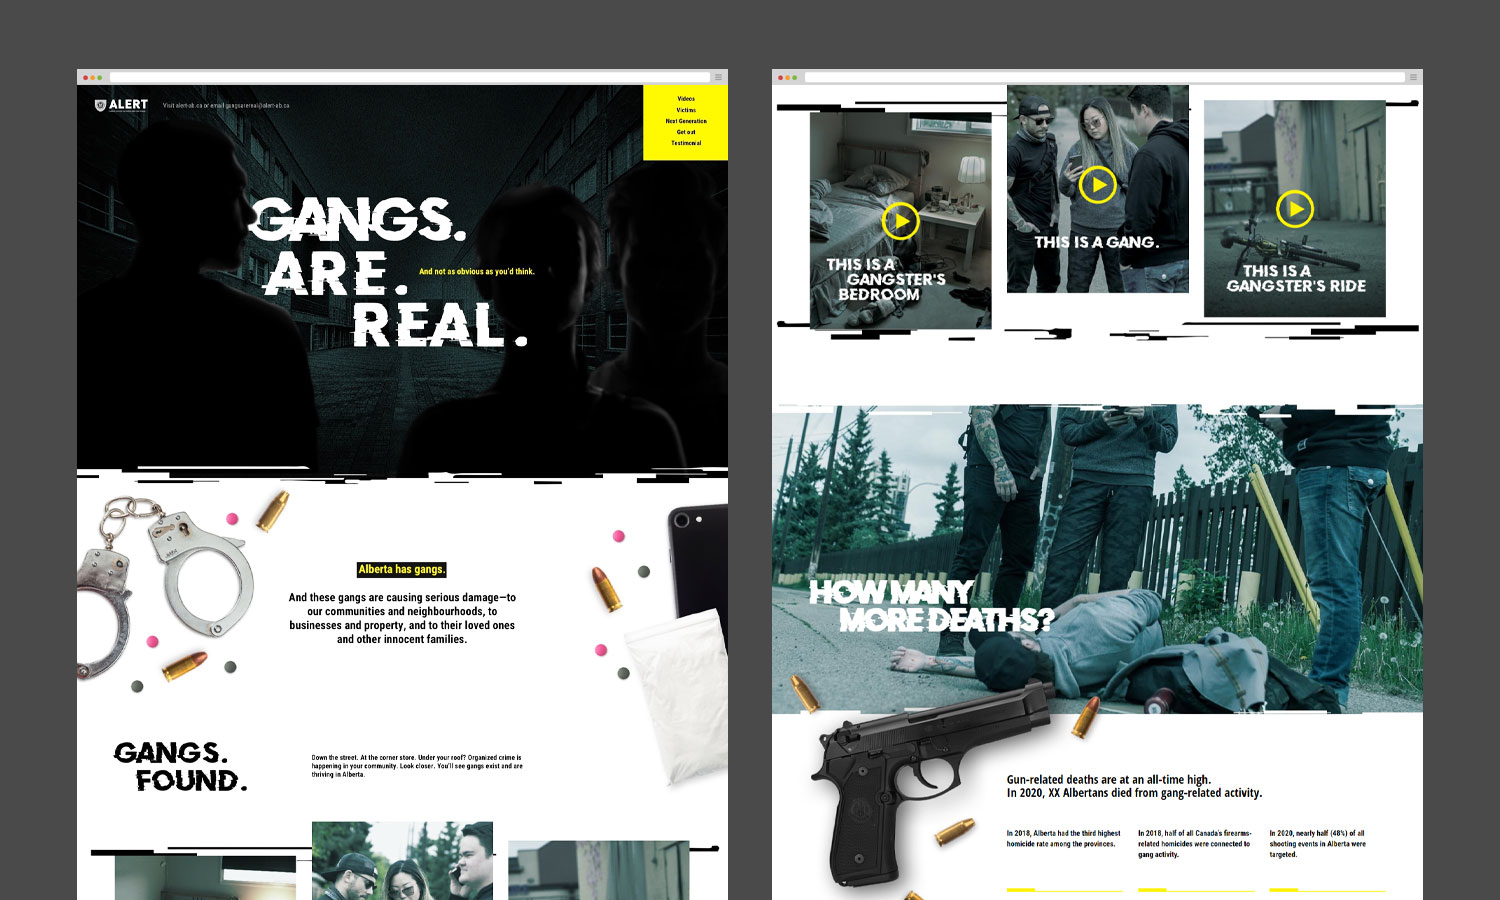 ALERT
Visit alert-ab.ca or email gangsarereal@alert-ab.ca
Videos
Victims
Next Generation
Get out
Testimonial
GANGS.
ARE.
And not as obvious as you'd think.
REAL.
Alberta has gangs.
And these gangs are causing serious damage—to
our communities and neighbourhoods, to
businesses and property, and to their loved ones
and other innocent families.
GANGS.
FOUND.
Down the street. At the corner store. Under your roof? Organized crime is
happening in your community. Look closer. You'll see gangs exist and are
thriving in Alberta.
THIS IS A
GANGSTER'S
BEDROOM
THIS IS A GANG.
THIS IS A
GANGSTER'S RIDE
HOW MANY
MORE DEATHS?
Gun-related deaths are at an all-time high.
In 2020, XX Albertans died from gang-related activity.
In 2018, Alberta had the third highest
homicide rate among the provinces.
In 2018, half of all Canada's firearms-
related homicides were connected to
gang activity.
In 2020, nearly half (48%) of all
shooting events in Alberta were
targeted.